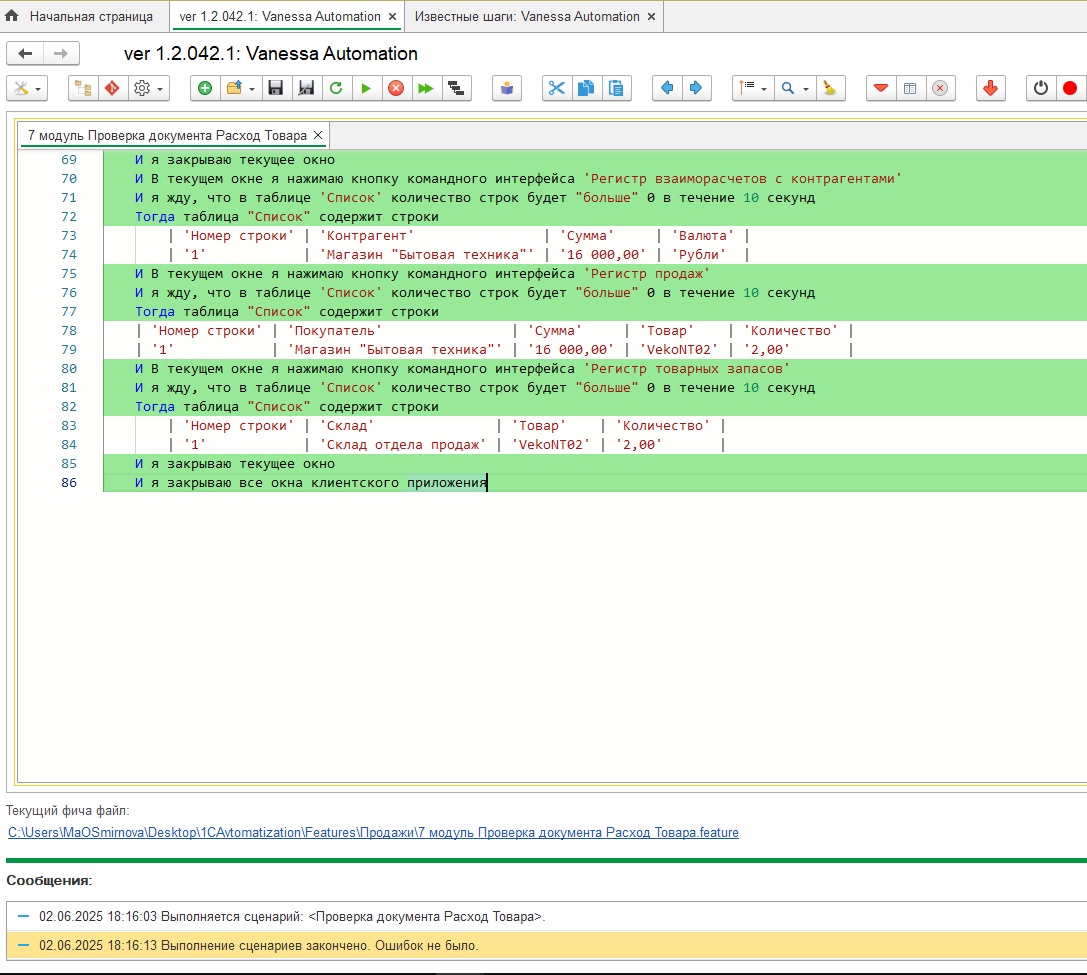 Начальная страница
ver 1.2.042.1: Vanessa Automation ×
Известные шаги: Vanessa Automation ×
ver 1.2.042.1: Vanessa Automation
7 модуль Проверка документа Расход Товара ×
69 И я закрываю текущее окно
70 И В текущем окне я нажимаю кнопку командного интерфейса 'Регистр взаиморасчетов с контрагентами'
71 И я жду, что в таблице 'Список' количество строк будет "больше" 0 в течение 10 секунд
72 Тогда таблица "Список" содержит строки
73 | 'Номер строки' | 'Контрагент' | 'Сумма' | 'Валюта' |
74 | '1' | 'Магазин "Бытовая техника"' | '16 000,00' | 'Рубли' |
75 И В текущем окне я нажимаю кнопку командного интерфейса 'Регистр продаж'
76 И я жду, что в таблице 'Список' количество строк будет "больше" 0 в течение 10 секунд
77 Тогда таблица "Список" содержит строки
78 | 'Номер строки' | 'Покупатель' | 'Сумма' | 'Товар' | 'Количество' |
79 | '1' | 'Магазин "Бытовая техника"' | '16 000,00' | 'VekoNT02' | '2,00' |
80 И В текущем окне я нажимаю кнопку командного интерфейса 'Регистр товарных запасов'
81 И я жду, что в таблице 'Список' количество строк будет "больше" 0 в течение 10 секунд
82 Тогда таблица "Список" содержит строки
83 | 'Номер строки' | 'Склад' | 'Товар' | 'Количество' |
84 | '1' | 'Склад отдела продаж' | 'VekoNT02' | '2,00' |
85 И я закрываю текущее окно
86 И я закрываю все окна клиентского приложения
Текущий фича файл:
C:\Users\MaOSmirnova\Desktop\1CAvtomatization\Features\Продажи\7 модуль Проверка документа Расход Товара.feature
Сообщения:
02.06.2025 18:16:03 Выполняется сценарий: <Проверка документа Расход Товара>.
02.06.2025 18:16:13 Выполнение сценариев закончено. Ошибок не было.